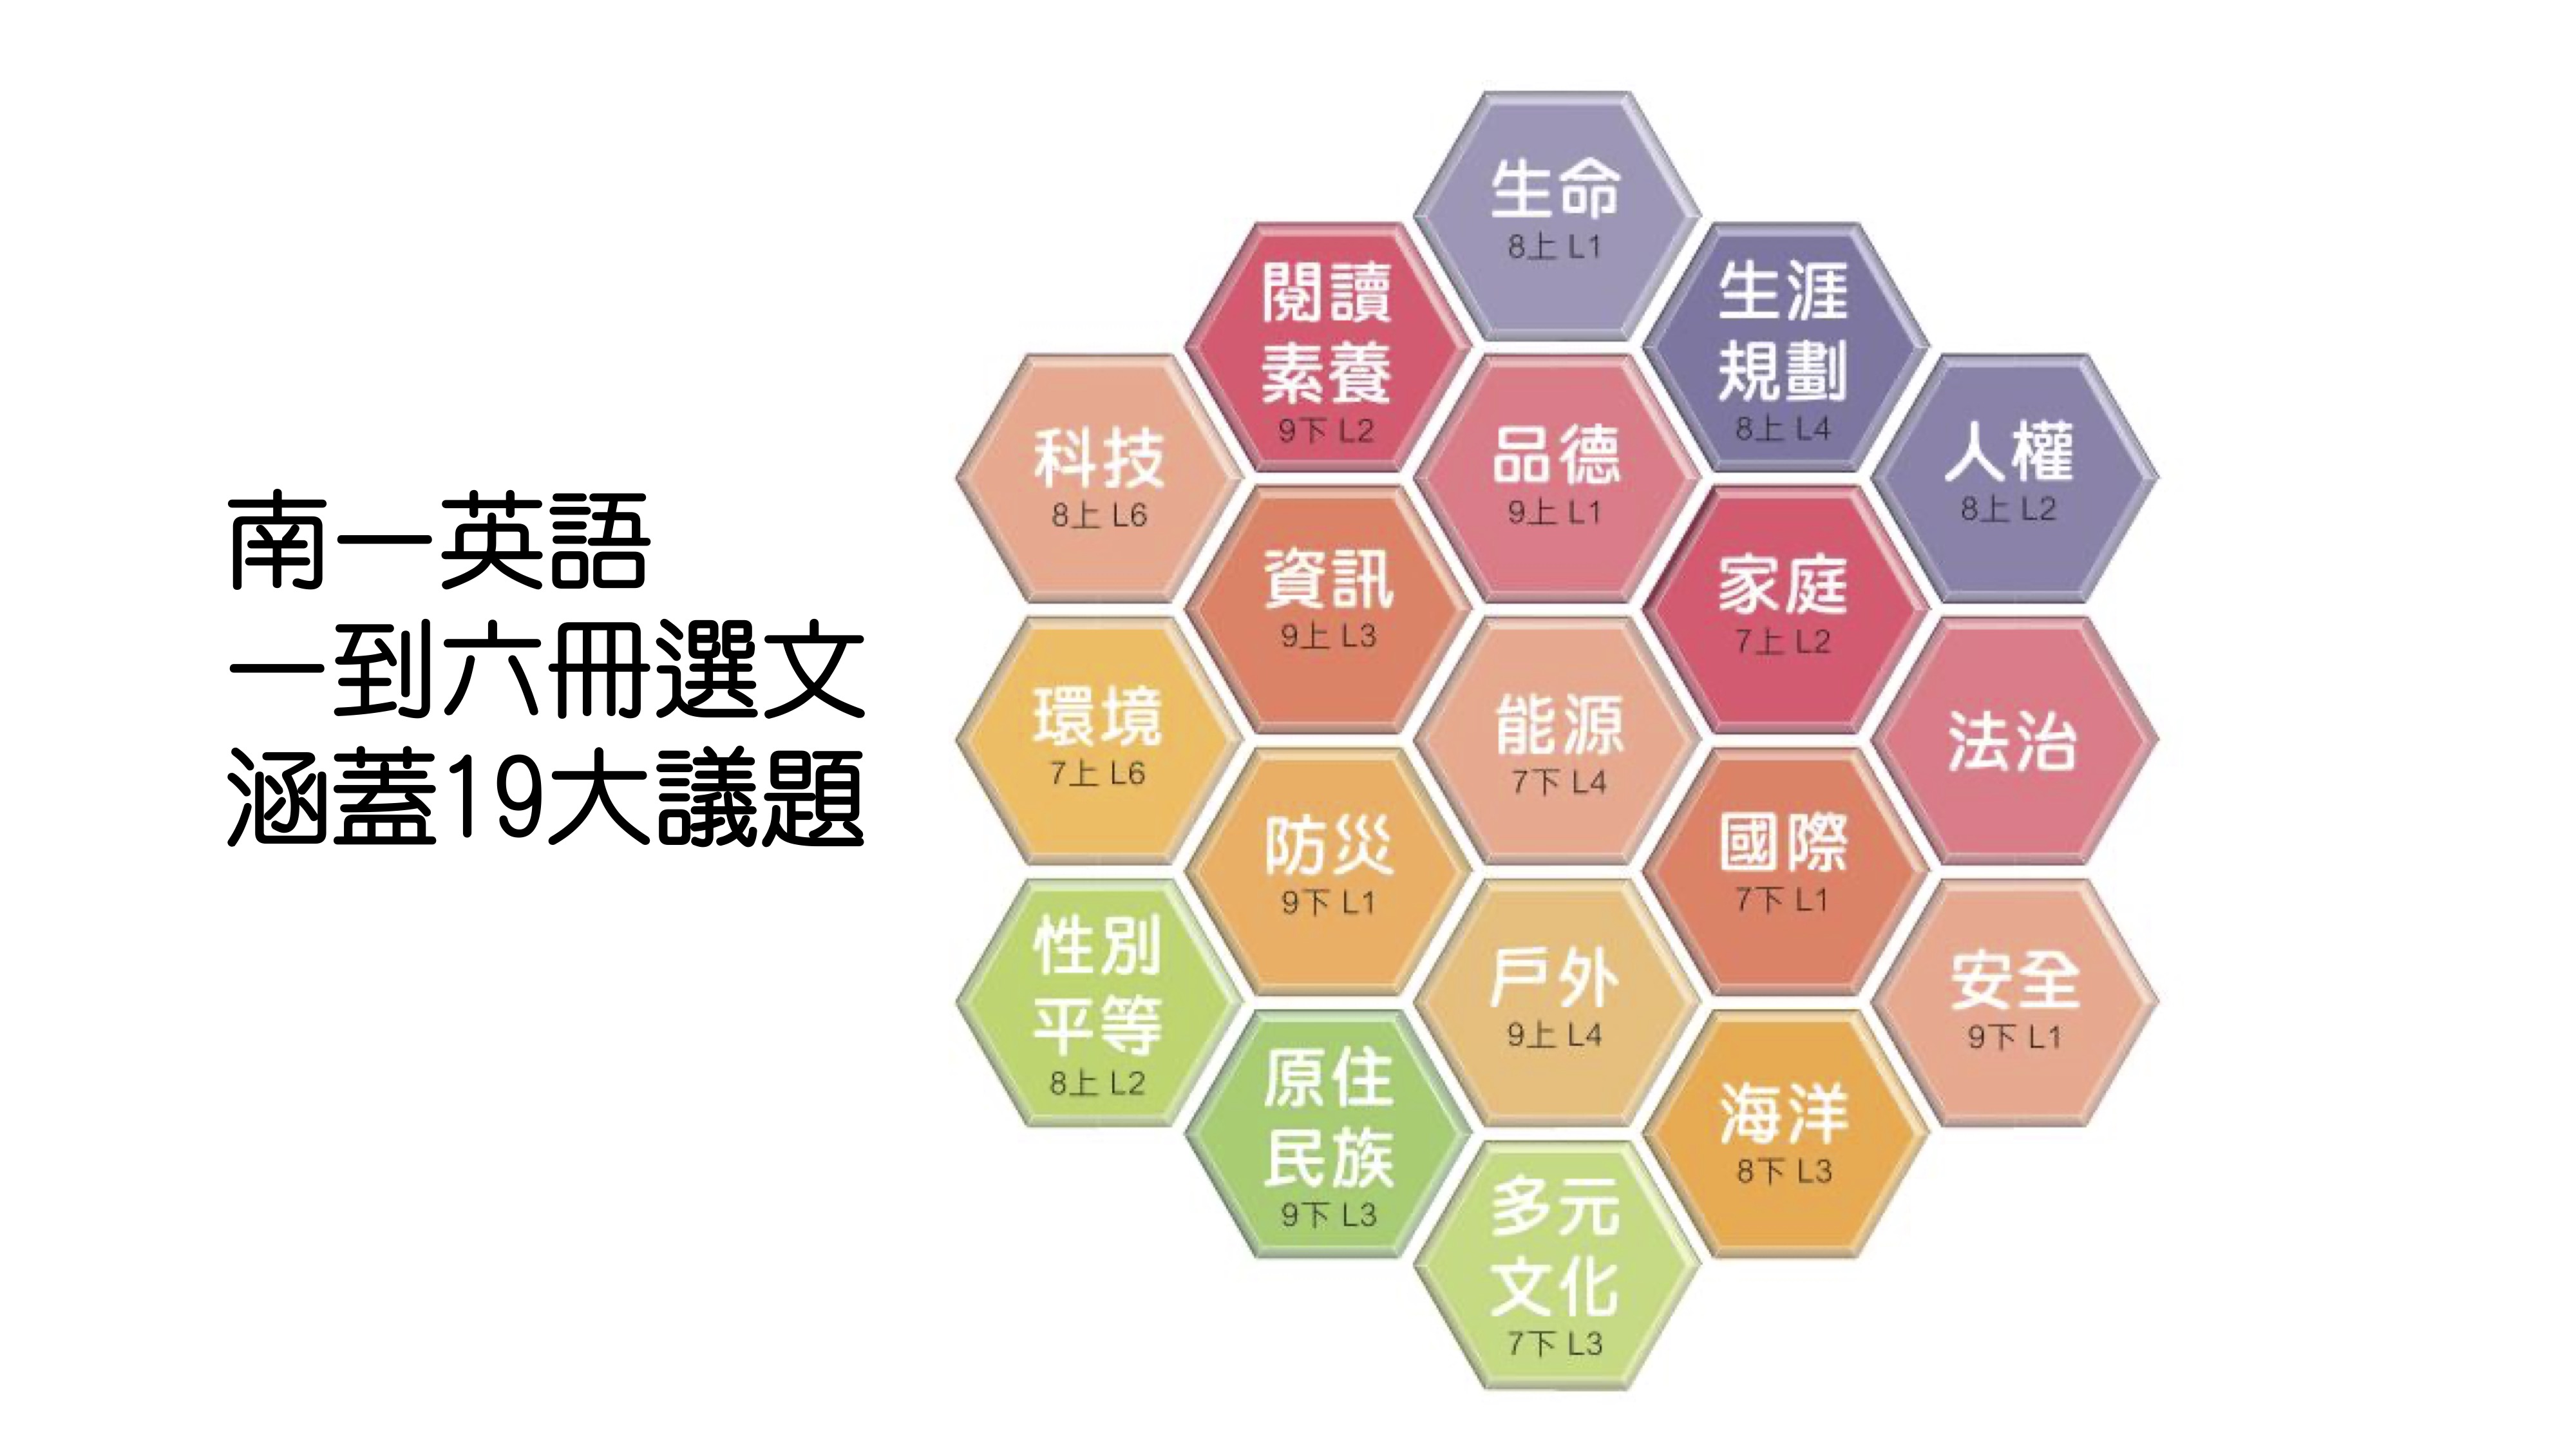 南一英語
一到六冊選文
涵蓋19大議題
生命
8上 L1
閱讀
素養
9下 L2
生涯
規劃
8上 L4
科技
8上 L6
品德
9上 L1
人權
8上 L2
資訊
9上 L3
家庭
7上 L2
環境
7上 L6
能源
7下 L4
法治
防災
9下 L1
國際
7下 L1
性別
平等
8上 L2
戶外
9上 L4
安全
9下 L1
原住
民族
9下 L3
海洋
8下 L3
多元
文化
7下 L3